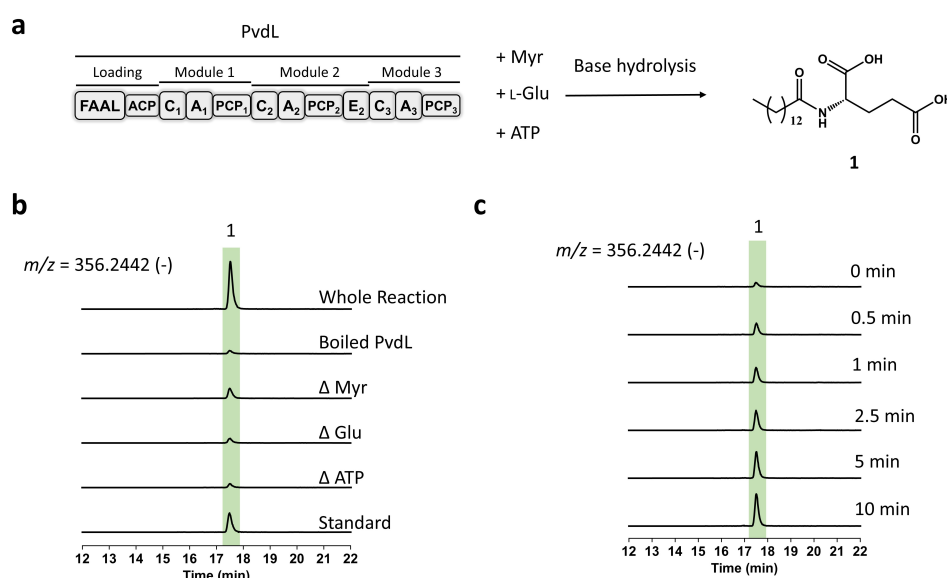 a
PvdL
Loading Module 1 Module 2 Module 3
FAAL ACP C1 A1 PCP1 C2 A2 PCP2 E2 C3 A3 PCP3
+ Myr
+ L-Glu
+ ATP
Base hydrolysis
O
O
OH
12
N
H
OH
O
1
b
1
m/z = 356.2442 (-)
Whole Reaction
Boiled PvdL
Δ Myr
Δ Glu
Δ ATP
Standard
12 13 14 15 16 17 18 19 20 21 22
Time (min)
c
1
m/z = 356.2442 (-)
0 min
0.5 min
1 min
2.5 min
5 min
10 min
12 13 14 15 16 17 18 19 20 21 22
Time (min)